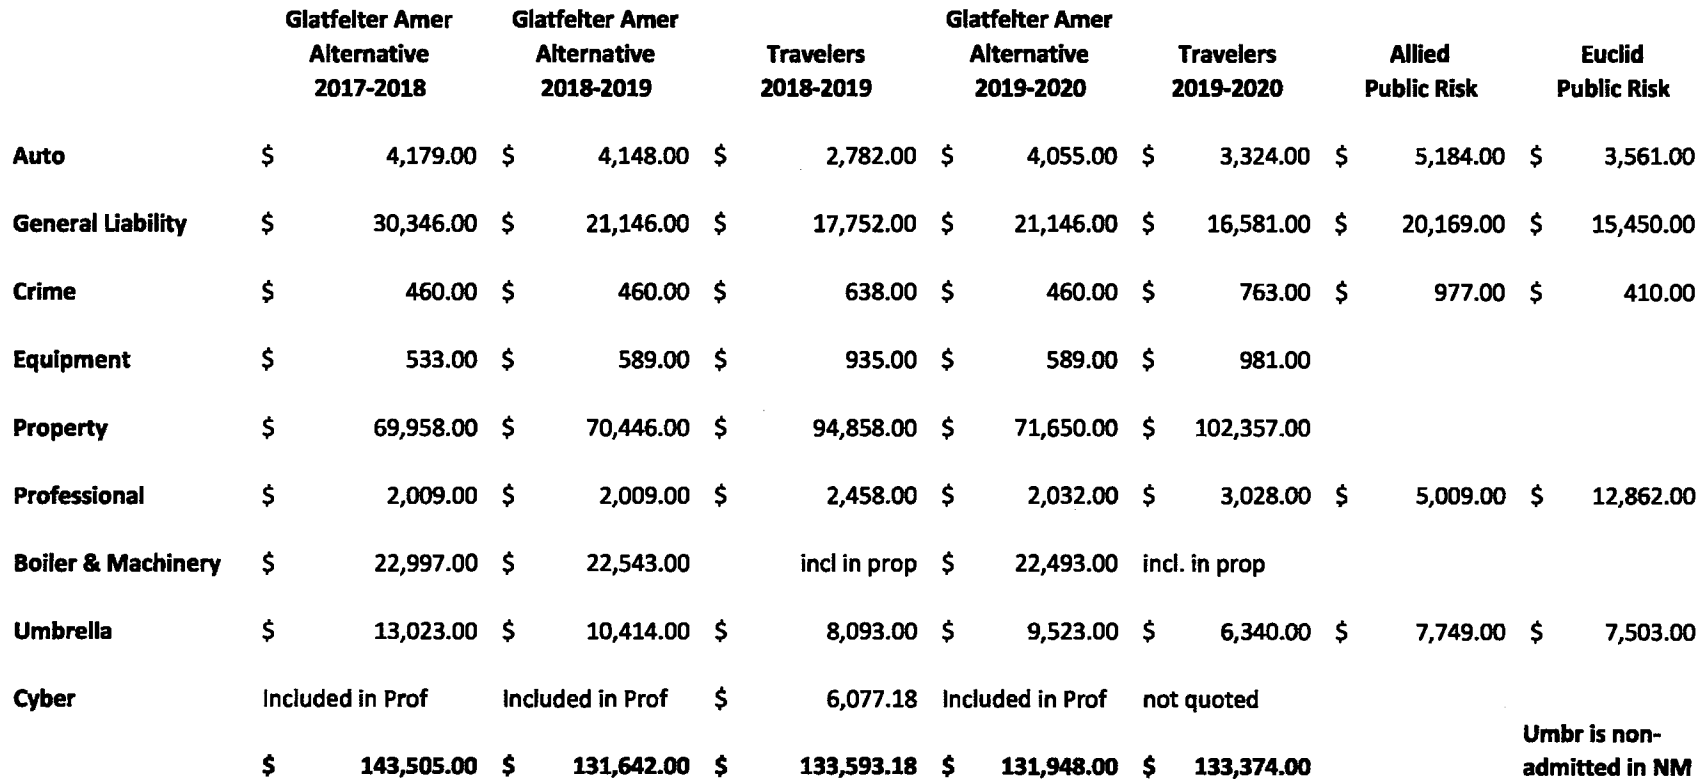 Glatfelter Amer Glatfelter Amer Glatfelter Amer
Alternative Alternative Travelers Alternative Travelers Allied Euclid
2017-2018 2018-2019 2018-2019 2019-2020 2019-2020 Public Risk Public Risk
Auto $ 4,179.00 $ 4,148.00 $ 2,782.00 $ 4,055.00 $ 3,324.00 $ 5,184.00 $ 3,561.00
General Liability $ 30,346.00 $ 21,146.00 $ 17,752.00 $ 21,146.00 $ 16,581.00 $ 20,169.00 $ 15,450.00
Crime $ 460.00 $ 460.00 $ 638.00 $ 460.00 $ 763.00 $ 977.00 $ 410.00
Equipment $ 533.00 $ 589.00 $ 935.00 $ 589.00 $ 981.00
Property $ 69,958.00 $ 70,446.00 $ 94,858.00 $ 71,650.00 $ 102,357.00
Professional $ 2,009.00 $ 2,009.00 $ 2,458.00 $ 2,032.00 $ 3,028.00 $ 5,009.00 $ 12,862.00
Boiler & Machinery $ 22,997.00 $ 22,543.00 incl in prop $ 22,493.00 incl. in prop
Umbrella $ 13,023.00 $ 10,414.00 $ 8,093.00 $ 9,523.00 $ 6,340.00 $ 7,749.00 $ 7,503.00
Cyber Included in Prof Included in Prof $ 6,077.18 Included in Prof not quoted
Umbr is non-
$ 143,505.00 $ 131,642.00 $ 133,593.18 $ 131,948.00 $ 133,374.00 admitted in NM